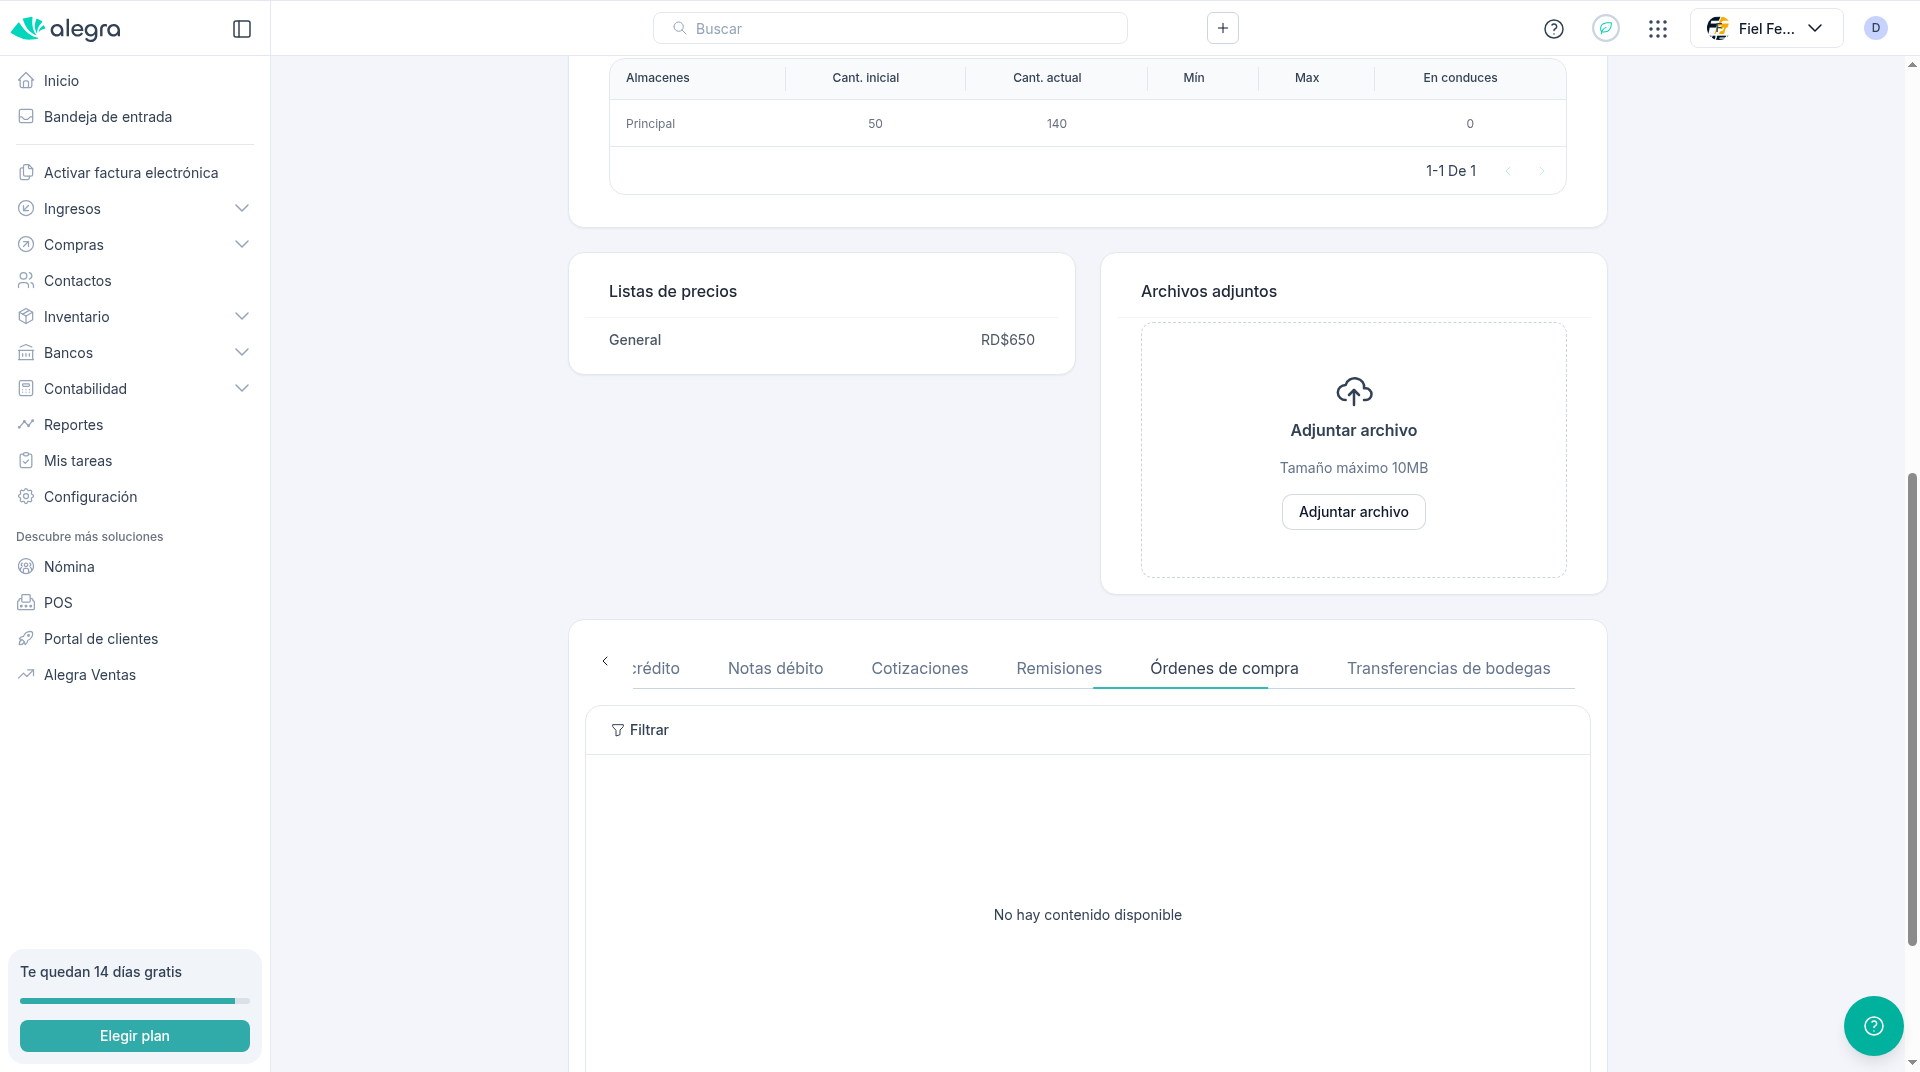 alegra
Buscar
Fiel Fe...
D
Inicio
Bandeja de entrada
Activar factura electrónica
Ingresos
Compras
Contactos
Inventario
Bancos
Contabilidad
Reportes
Mis tareas
Configuración
Descubre más soluciones
Nómina
POS
Portal de clientes
Alegra Ventas
Te quedan 14 días gratis
Elegir plan
Almacenes Cant. inicial Cant. actual Mín Max En conduces
Principal 50 140 0
1-1 De 1
Listas de precios
General RD$650
Archivos adjuntos
Adjuntar archivo
Tamaño máximo 10MB
Adjuntar archivo
crédito Notas débito Cotizaciones Remisiones Órdenes de compra Transferencias de bodegas
Filtrar
No hay contenido disponible